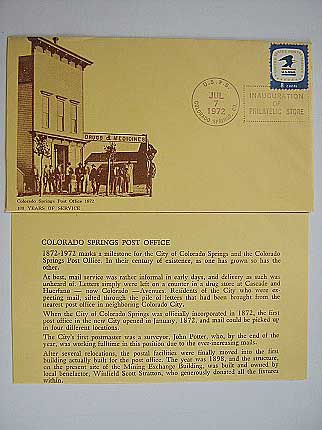 U.S.P.S.
JUL
7
1972
COLORADO SPRINGS, CO.
INAUGURATION
OF
PHILATELIC STORE
8 cents
DRUGS & MEDICINES
Colorado Springs Post Office 1872
100 YEARS OF SERVICE
COLORADO SPRINGS POST OFFICE
1872-1972 marks a milestone for the City of Colorado Springs and the Colorado
Springs Post Office. In their century of existence, as one has grown so has the
other.
At best, mail service was rather informal in early days, and delivery as such was
unheard of. Letters simply were left on a counter in a drug store at Cascade and
Huerfano — now Colorado —Avenues. Residents of the City who were ex-
pecting mail, sifted through the pile of letters that had been brought from the
nearest post office in neighboring Colorado City.
When the City of Colorado Springs was officially incorporated in 1872, the first
post office in the new City opened in January, 1872, and mail could be picked up
in four different locations.
The City's first postmaster was a surveyor, John Potter, who, by the end of the
year, was working fulltime in this position due to the ever-increasing mails.
After several relocations, the postal facilities were finally moved into the first
building actually built for the post office. The year was 1898, and the structure,
on the present site of the Mining Exchange Building, was built and owned by
local benefactor, Winfield Scott Stratton, who generously donated all the fixtures
within.